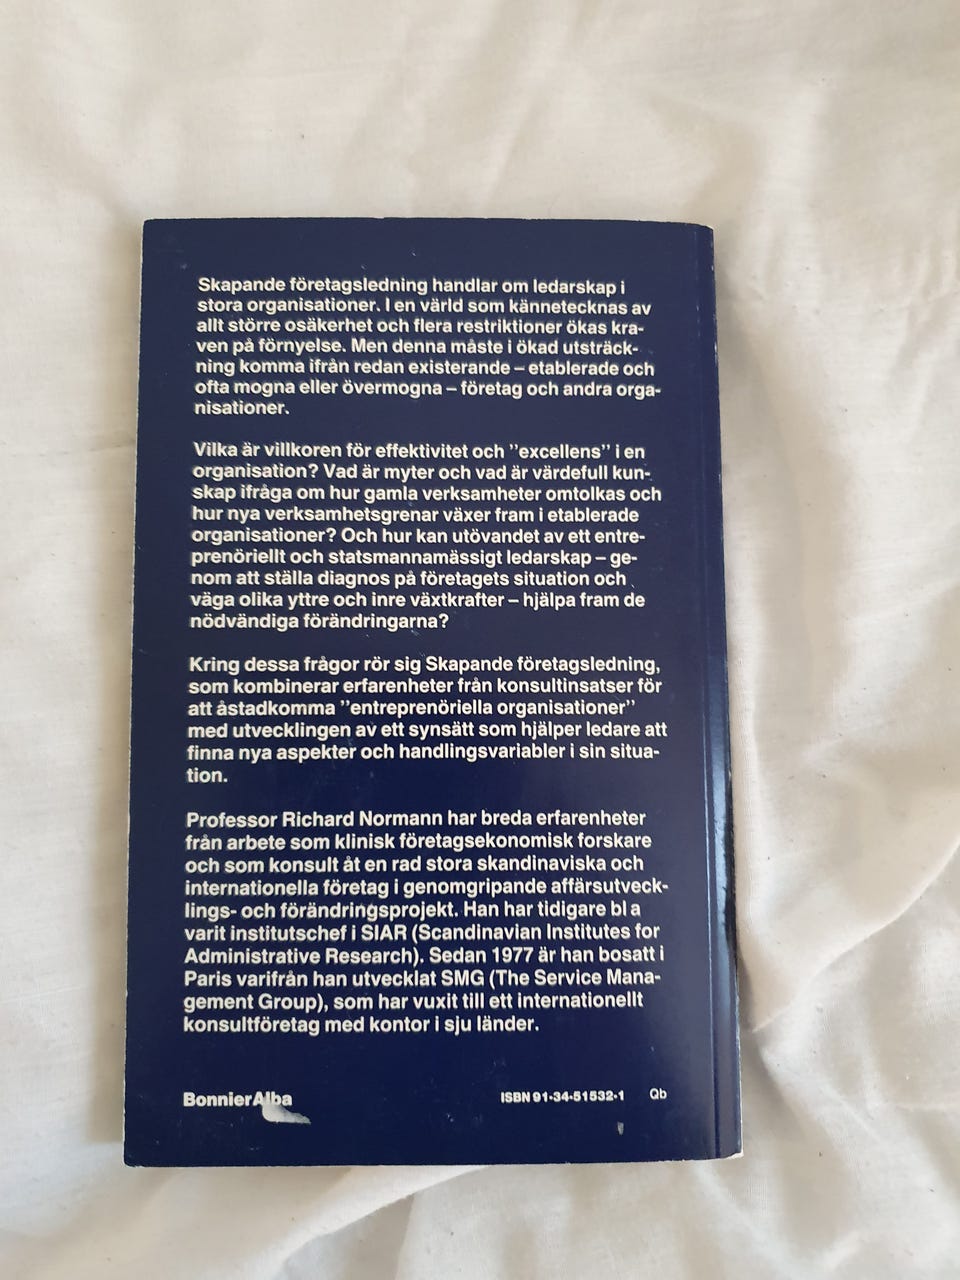 Skapande företagsledning handlar om ledarskap i
stora organisationer. I en värld som kännetecknas av
allt större osäkerhet och flera restriktioner ökas kra-
ven på förnyelse. Men denna måste i ökad utsträck-
ning komma ifrån redan existerande – etablerade och
ofta mogna eller övermogna – företag och andra orga-
nisationer.
Vilka är villkoren för effektivitet och ”excellens” i en
organisation? Vad är myter och vad är värdefull kun-
skap ifråga om hur gamla verksamheter omtolkas och
hur nya verksamhetsgrenar växer fram i etablerade
organisationer? Och hur kan utövandet av ett entre-
prenöriellt och statsmannamässigt ledarskap – ge-
nom att ställa diagnos på företagets situation och
väga olika yttre och inre växtkrafter – hjälpa fram de
nödvändiga förändringarna?
Kring dessa frågor rör sig Skapande företagsledning,
som kombinerar erfarenheter från konsultinsatser för
att åstadkomma ”entreprenöriella organisationer”
med utvecklingen av ett synsätt som hjälper ledare att
finna nya aspekter och handlingsvariabler i sin situa-
tion.
Professor Richard Normann har breda erfarenheter
från arbete som klinisk företagsekonomisk forskare
och som konsult åt en rad stora skandinaviska och
internationella företag i genomgripande affärsutveck-
lings- och förändringsprojekt. Han har tidigare bl a
varit institutschef i SIAR (Scandinavian Institutes for
Administrative Research). Sedan 1977 är han bosatt i
Paris varifrån han utvecklat SMG (The Service Mana-
gement Group), som har vuxit till ett internationellt
konsultföretag med kontor i sju länder.
BonnierAlba
ISBN 91-34-51532-1 Qb